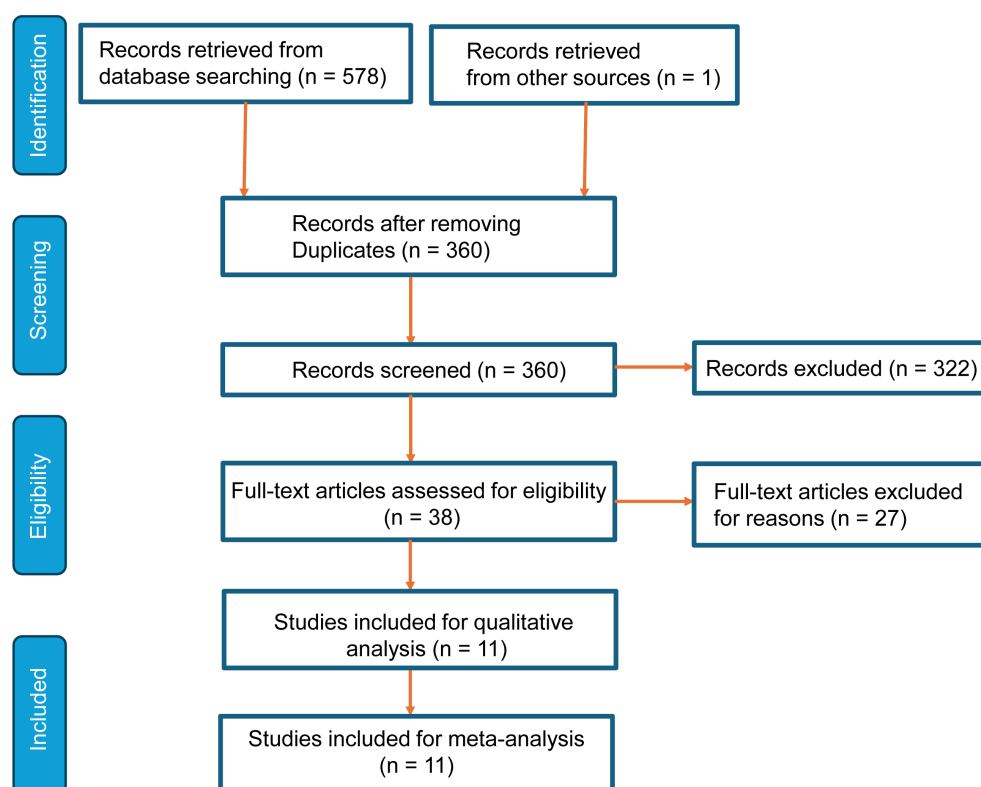 Identification
Records retrieved from
database searching (n = 578)
Records retrieved
from other sources (n = 1)
Screening
Records after removing
Duplicates (n = 360)
Records screened (n = 360)
Records excluded (n = 322)
Eligibility
Full-text articles assessed for eligibility
(n = 38)
Full-text articles excluded
for reasons (n = 27)
Included
Studies included for qualitative
analysis (n = 11)
Studies included for meta-analysis
(n = 11)